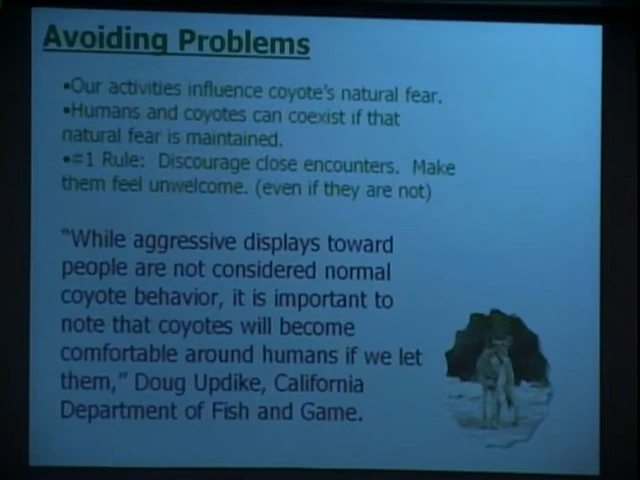 Avoiding Problems
•Our activities influence coyote's natural fear.
•Humans and coyotes can coexist if that
natural fear is maintained.
•#1 Rule:  Discourage close encounters.  Make
them feel unwelcome. (even if they are not)
"While aggressive displays toward
people are not considered normal
coyote behavior, it is important to
note that coyotes will become
comfortable around humans if we let
them," Doug Updike, California
Department of Fish and Game.